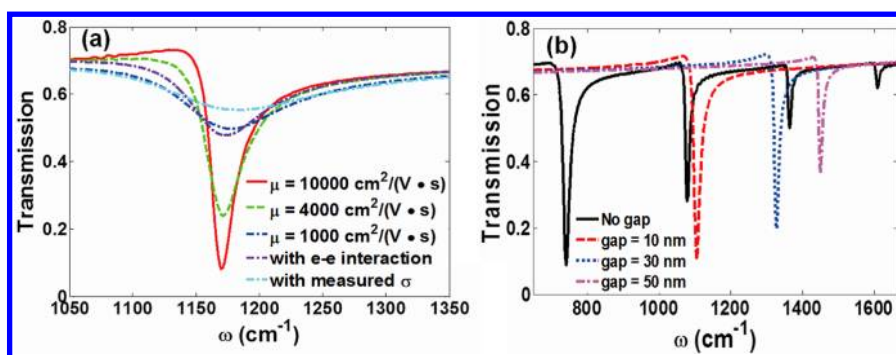 (a)
Transmission
0.8
0.6
0.4
0.2
0
μ = 10000 cm²/(V • s)
μ = 4000 cm²/(V • s)
μ = 1000 cm²/(V • s)
with e-e interaction
with measured σ
1050 1100 1150 1200 1250 1300 1350
ω (cm⁻¹)
(b)
Transmission
0.8
0.6
0.4
0.2
0
No gap
gap = 10 nm
gap = 30 nm
gap = 50 nm
800 1000 1200 1400 1600
ω (cm⁻¹)